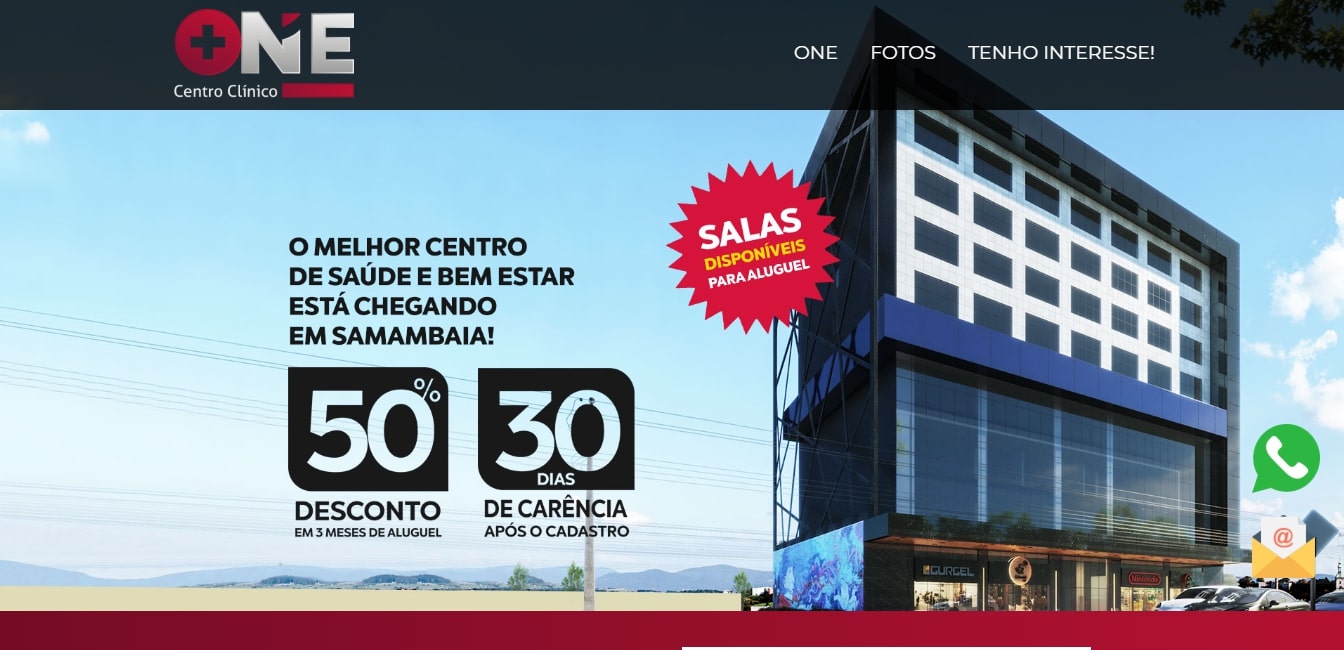 ONE
Centro Clínico
ONE
FOTOS
TENHO INTERESSE!
O MELHOR CENTRO
DE SAÚDE E BEM ESTAR
ESTÁ CHEGANDO
EM SAMAMBAIA!
SALAS
DISPONÍVEIS
PARA ALUGUEL
50%
DESCONTO
EM 3 MESES DE ALUGUEL
30
DIAS
DE CARÊNCIA
APÓS O CADASTRO
GURGEL
Nintendo
@